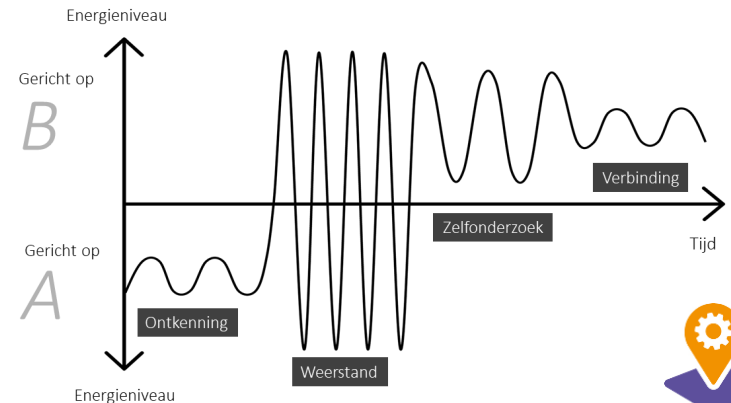 Energieniveau
Gericht op
B
Verbinding
Zelfonderzoek
Tijd
Gericht op
A
Ontkenning
Weerstand
Energieniveau